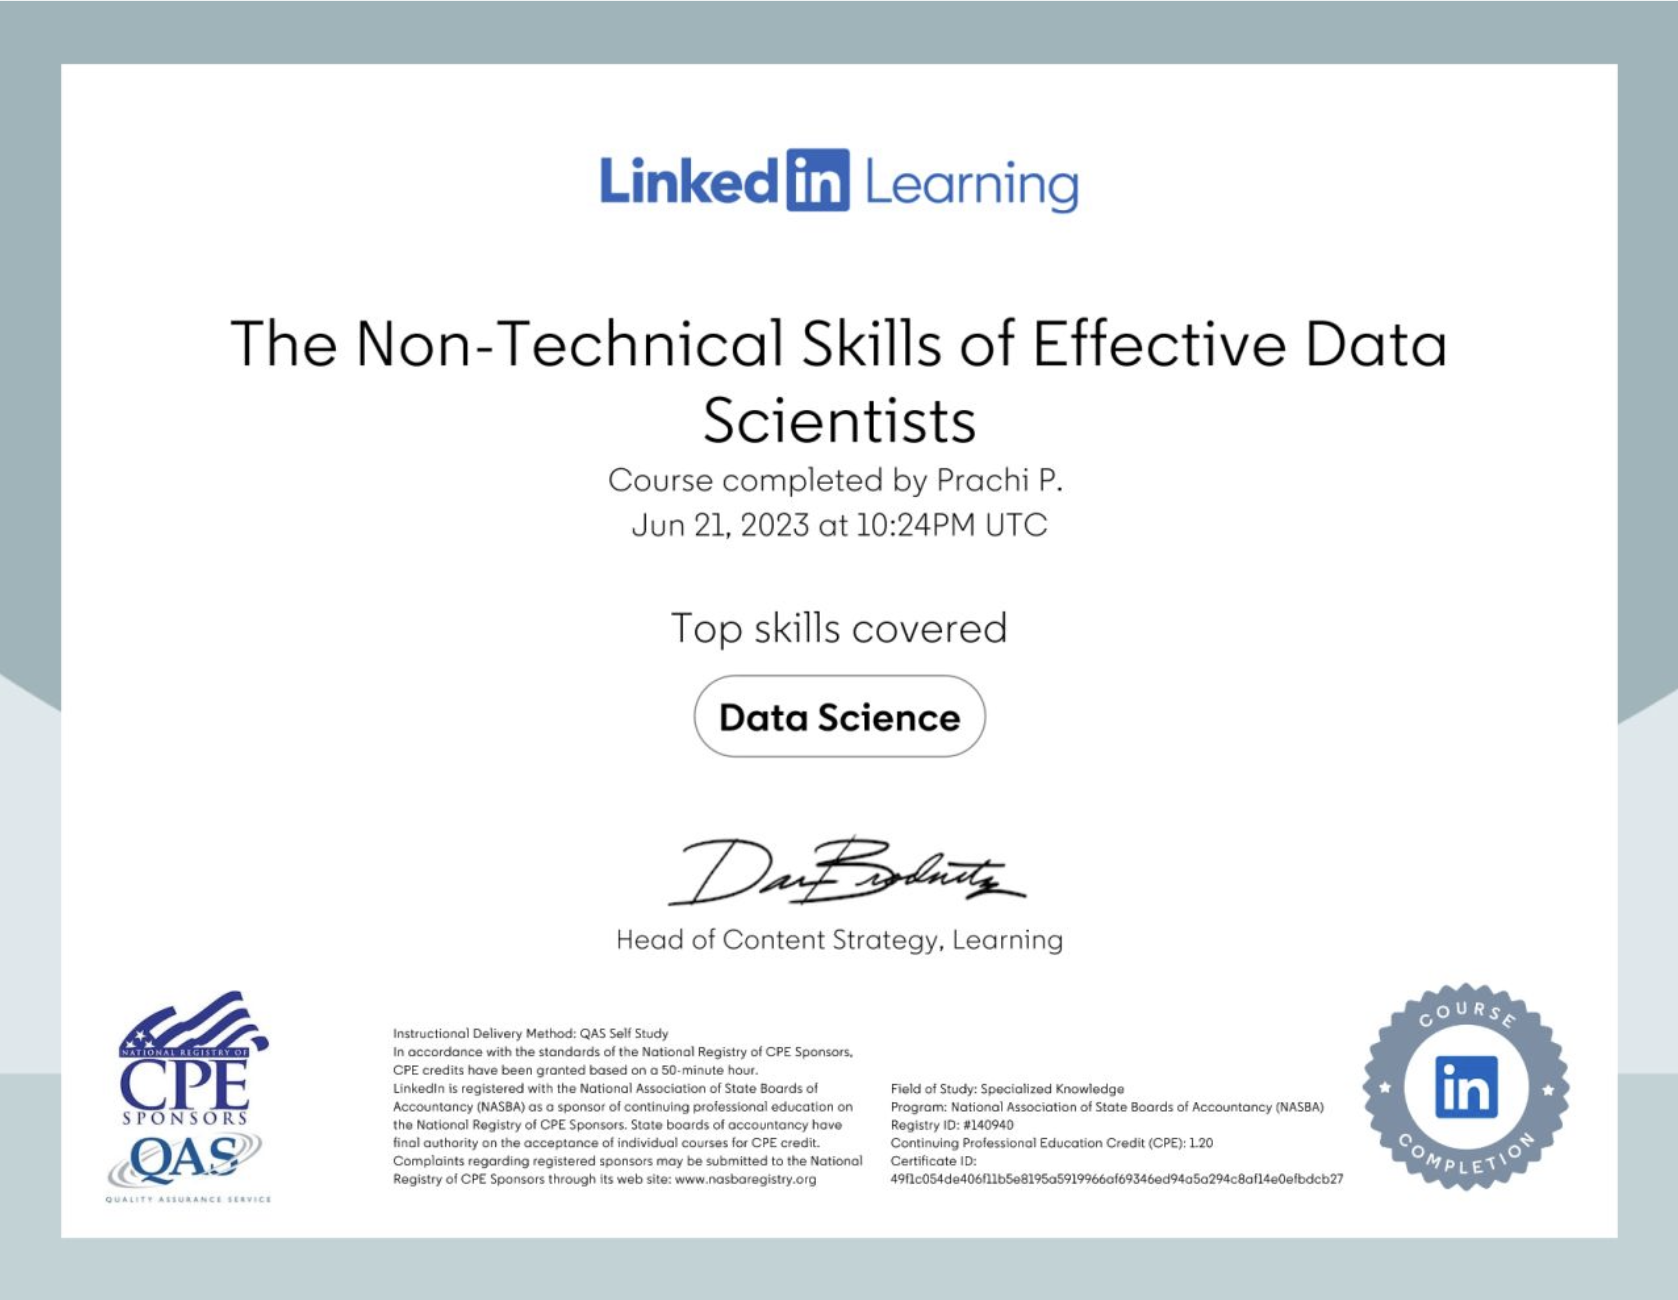 LinkedIn Learning
The Non-Technical Skills of Effective Data
Scientists
Course completed by Prachi P.
Jun 21, 2023 at 10:24PM UTC
Top skills covered
Data Science
Dan Brodnitz
Head of Content Strategy, Learning
NATIONAL REGISTRY OF
CPE
SPONSORS
QAS
QUALITY ASSURANCE SERVICE
Instructional Delivery Method: QAS Self Study
In accordance with the standards of the National Registry of CPE Sponsors,
CPE credits have been granted based on a 50-minute hour.
LinkedIn is registered with the National Association of State Boards of
Accountancy (NASBA) as a sponsor of continuing professional education on
the National Registry of CPE Sponsors. State boards of accountancy have
final authority on the acceptance of individual courses for CPE credit.
Complaints regarding registered sponsors may be submitted to the National
Registry of CPE Sponsors through its web site: www.nasbaregistry.org
Field of Study: Specialized Knowledge
Program: National Association of State Boards of Accountancy (NASBA)
Registry ID: #140940
Continuing Professional Education Credit (CPE): 1.20
Certificate ID:
49f1c054de406f11b5e8195a5919966af69346ed94a5a294c8af14e0efbdcb27
COURSE
in
COMPLETION